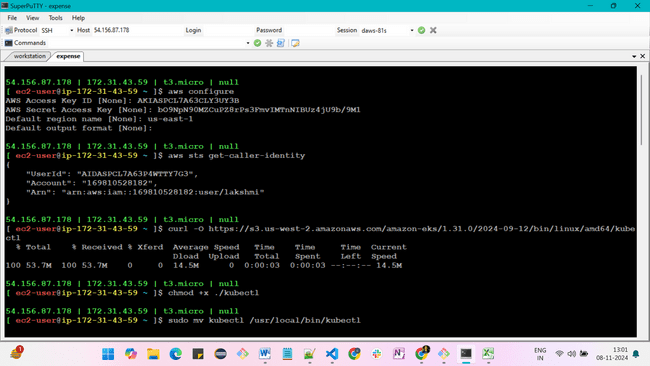 SuperPuTTY - expense
File View Tools Help
Protocol SSH Host 54.156.87.178 Login Password Session daws-81s
Commands
workstation expense
54.156.87.178 | 172.31.43.59 | t3.micro | null
[ ec2-user@ip-172-31-43-59 ~ ]$ aws configure
AWS Access Key ID [None]: AKIASPCL7A63CLY3UY3B
AWS Secret Access Key [None]: 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
Default region name [None]: us-east-1
Default output format [None]:
54.156.87.178 | 172.31.43.59 | t3.micro | null
[ ec2-user@ip-172-31-43-59 ~ ]$ aws sts get-caller-identity
{
"UserId": "AIDASPCL7A63P4WTTY7G3",
"Account": "169810528182",
"Arn": "arn:aws:iam::169810528182:user/lakshmi"
}
54.156.87.178 | 172.31.43.59 | t3.micro | null
[ ec2-user@ip-172-31-43-59 ~ ]$ curl -O https://s3.us-west-2.amazonaws.com/amazon-eks/1.31.0/2024-09-12/bin/linux/amd64/kube
ctl
% Total % Received % Xferd Average Speed Time Time Time Current
Dload Upload Total Spent Left Speed
100 53.7M 100 53.7M 0 0 14.5M 0 0:00:03 0:00:03 --:--:-- 14.5M
54.156.87.178 | 172.31.43.59 | t3.micro | null
[ ec2-user@ip-172-31-43-59 ~ ]$ chmod +x ./kubectl
54.156.87.178 | 172.31.43.59 | t3.micro | null
[ ec2-user@ip-172-31-43-59 ~ ]$ sudo mv kubectl /usr/local/bin/kubectl
ENG
IN
13:01
08-11-2024